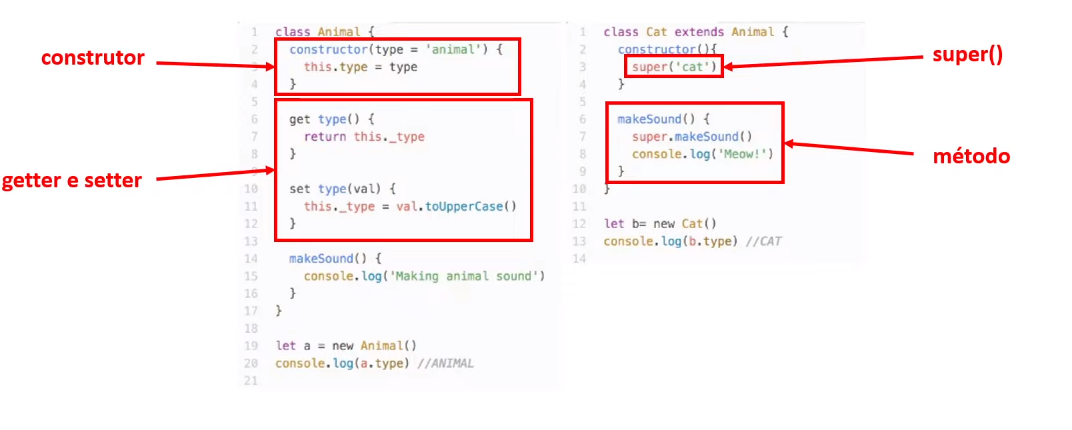 construtor
getter e setter
1 class Animal {
2 constructor(type = 'animal') {
3 this.type = type
4 }
5
6 get type() {
7 return this._type
8 }
9
10 set type(val) {
11 this._type = val.toUpperCase()
12 }
13
14 makeSound() {
15 console.log('Making animal sound')
16 }
17 }
18
19 let a = new Animal()
20 console.log(a.type) //ANIMAL
21
1 class Cat extends Animal {
2 constructor(){
3 super('cat')
4 }
5
6 makeSound() {
7 super.makeSound()
8 console.log('Meow!')
9 }
10 }
11
12 let b= new Cat()
13 console.log(b.type) //CAT
14
super()
método